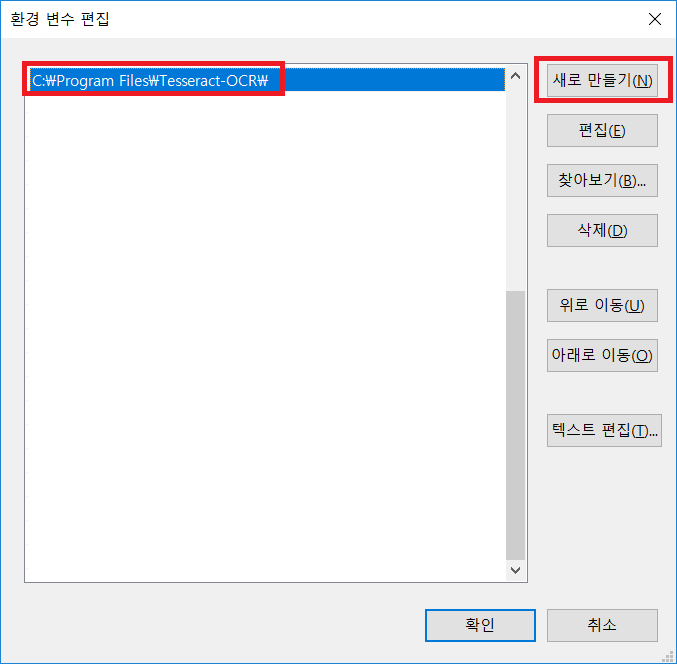 환경 변수 편집
C:₩Program Files₩Tesseract-OCR₩
새로 만들기(N)
편집(E)
찾아보기(B)...
삭제(D)
위로 이동(U)
아래로 이동(O)
텍스트 편집(T)...
확인
취소